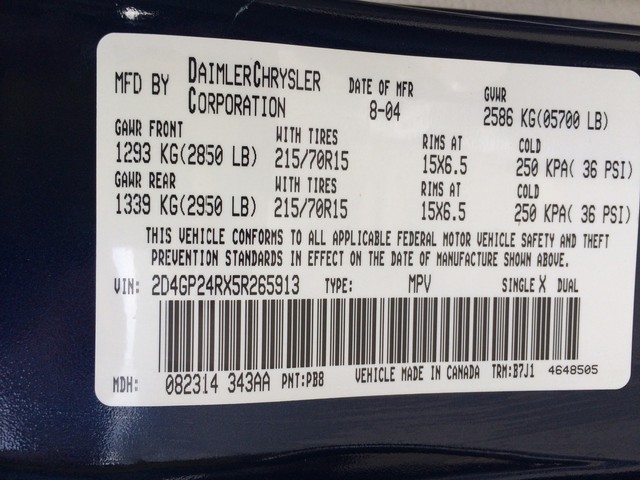 MFD BY DAIMLERCHRYSLER CORPORATION DATE OF MFR 8-04 GVWR 2586 KG(05700 LB)
GAWR FRONT WITH TIRES RIMS AT COLD
1293 KG(2850 LB) 215/70R15 15X6.5 250 KPA( 36 PSI)
GAWR REAR WITH TIRES RIMS AT COLD
1339 KG(2950 LB) 215/70R15 15X6.5 250 KPA( 36 PSI)
THIS VEHICLE CONFORMS TO ALL APPLICABLE FEDERAL MOTOR VEHICLE SAFETY AND THEFT
PREVENTION STANDARDS IN EFFECT ON THE DATE OF MANUFACTURE SHOWN ABOVE.
VIN: 2D4GP24RX5R265913 TYPE: MPV SINGLE X DUAL
MDH: 082314 343AA PNT:PB8 VEHICLE MADE IN CANADA TRM:B7J1 4648505